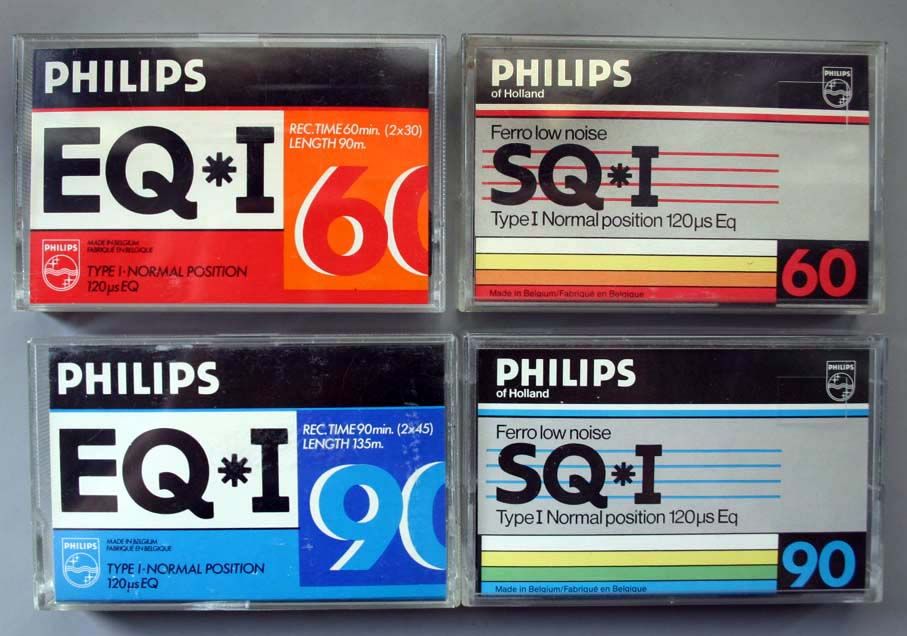 PHILIPS
EQ*I
REC. TIME 60min. (2x30)
LENGTH 90m.
60
PHILIPS
MADE IN BELGIUM
FABRIQUÉ EN BELGIQUE
TYPE I·NORMAL POSITION
120µs EQ
PHILIPS
of Holland
PHILIPS
Ferro low noise
SQ*I
Type I Normal position 120µs Eq
60
Made in Belgium/Fabriqué en Belgique
PHILIPS
EQ*I
REC. TIME 90min. (2x45)
LENGTH 135m.
90
PHILIPS
MADE IN BELGIUM
FABRIQUÉ EN BELGIQUE
TYPE I·NORMAL POSITION
120µs EQ
PHILIPS
of Holland
PHILIPS
Ferro low noise
SQ*I
Type I Normal position 120µs Eq
90
Made in Belgium/Fabriqué en Belgique